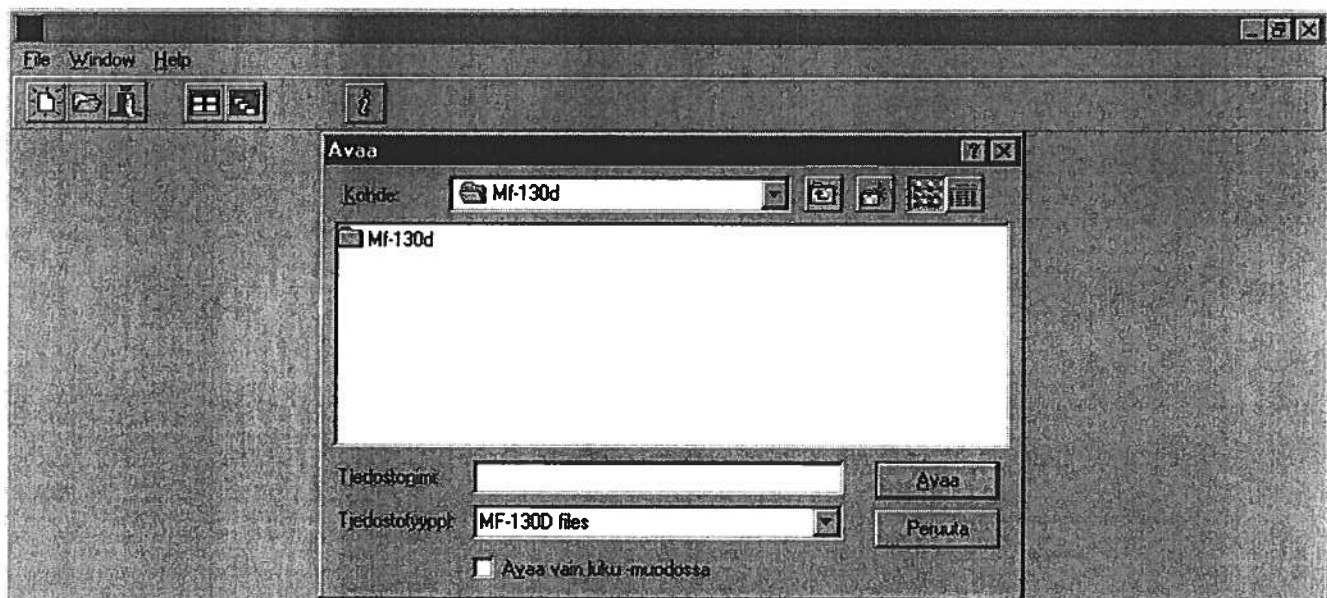 File Window Help
Avaa
Kohde: Mf-130d
Mf-130d
Tiedostonimi: Avaa
Tiedostotyyppi: MF-130D files Peruuta
Avaa vain luku -muodossa